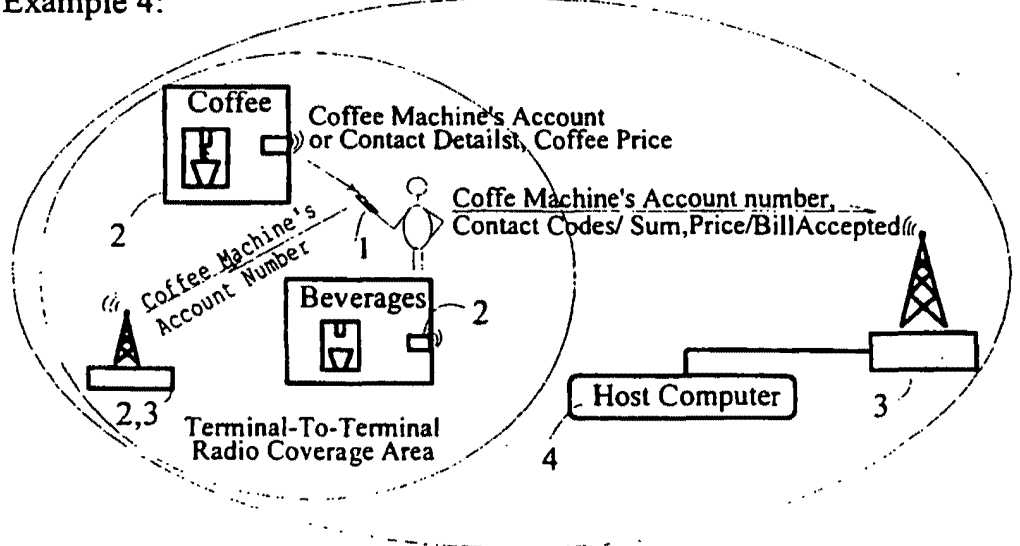 Example 4:
Coffee
Coffee Machine's Account
or Contact Detailst, Coffee Price
2
1
Coffe Machine's Account number,
Contact Codes/ Sum,Price/BillAccepted
Coffee Machine's
Account Number
Beverages
2
2,3
Terminal-To-Terminal
Radio Coverage Area
Host Computer
4
3